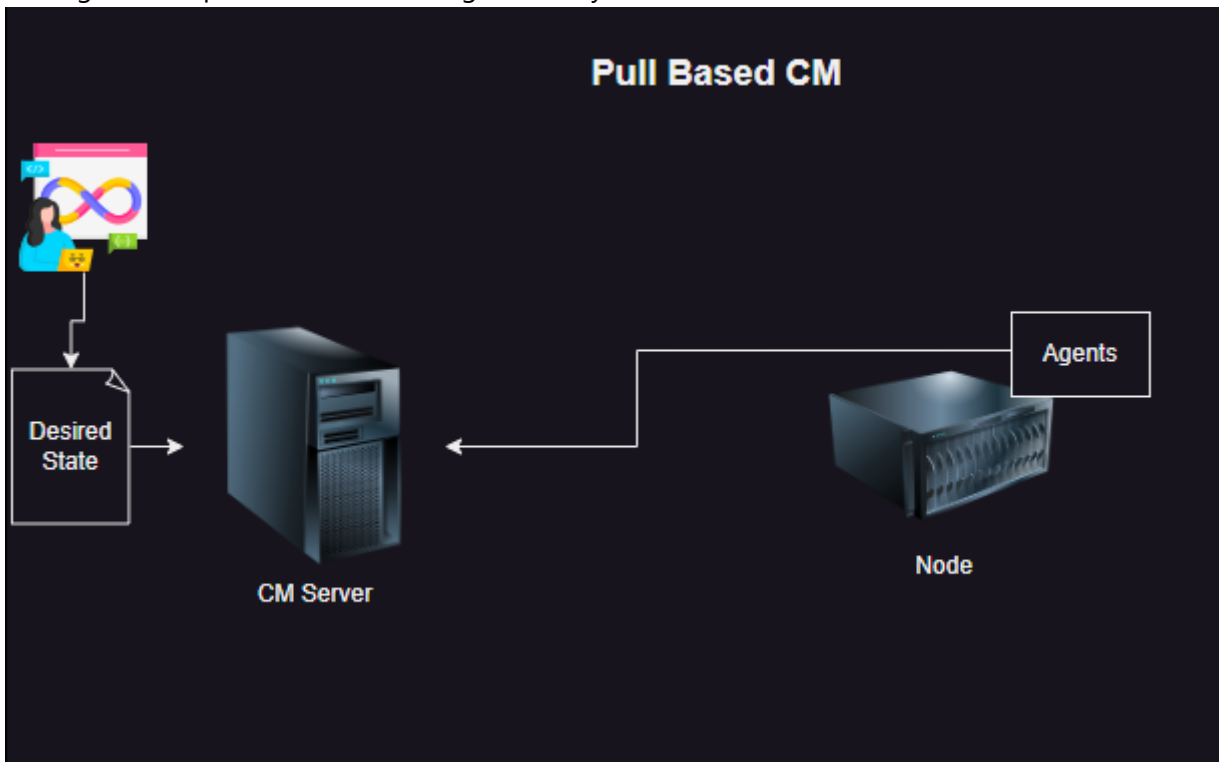 Pull Based CM
Desired
State
CM Server
Agents
Node